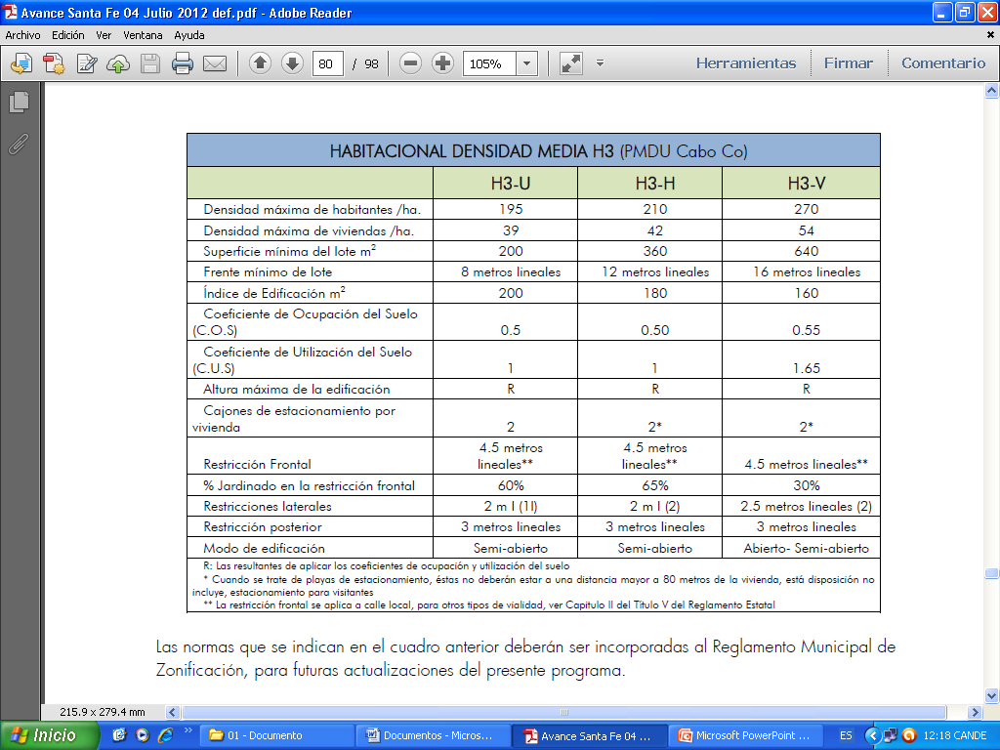 Avance Santa Fe 04 Julio 2012 def.pdf - Adobe Reader
Archivo Edición Ver Ventana Ayuda
80 / 98 105% Herramientas Firmar Comentario
HABITACIONAL DENSIDAD MEDIA H3 (PMDU Cabo Co)
H3-U H3-H H3-V
Densidad máxima de habitantes /ha. 195 210 270
Densidad máxima de viviendas /ha. 39 42 54
Superficie mínima del lote m2 200 360 640
Frente mínimo de lote 8 metros lineales 12 metros lineales 16 metros lineales
Índice de Edificación m2 200 180 160
Coeficiente de Ocupación del Suelo
(C.O.S) 0.5 0.50 0.55
Coeficiente de Utilización del Suelo
(C.U.S) 1 1 1.65
Altura máxima de la edificación R R R
Cajones de estacionamiento por
vivienda 2 2* 2*
4.5 metros 4.5 metros
Restricción Frontal lineales** lineales** 4.5 metros lineales**
% Jardinado en la restricción frontal 60% 65% 30%
Restricciones laterales 2 m l (1l) 2 m l (2) 2.5 metros lineales (2)
Restricción posterior 3 metros lineales 3 metros lineales 3 metros lineales
Modo de edificación Semi-abierto Semi-abierto Abierto- Semi-abierto
R: Las resultantes de aplicar los coeficientes de ocupación y utilización del suelo
* Cuando se trate de playas de estacionamiento, éstas no deberán estar a una distancia mayor a 80 metros de la vivienda, está disposición no
incluye, estacionamiento para visitantes
** La restricción frontal se aplica a calle local, para otros tipos de vialidad, ver Capitulo II del Título V del Reglamento Estatal
Las normas que se indican en el cuadro anterior deberán ser incorporadas al Reglamento Municipal de
Zonificación, para futuras actualizaciones del presente programa.
215.9 x 279.4 mm
Inicio » 01 - Documento Documentos - Micros... Avance Santa Fe 04 ... Microsoft PowerPoint ... ES 12:18 CANDE